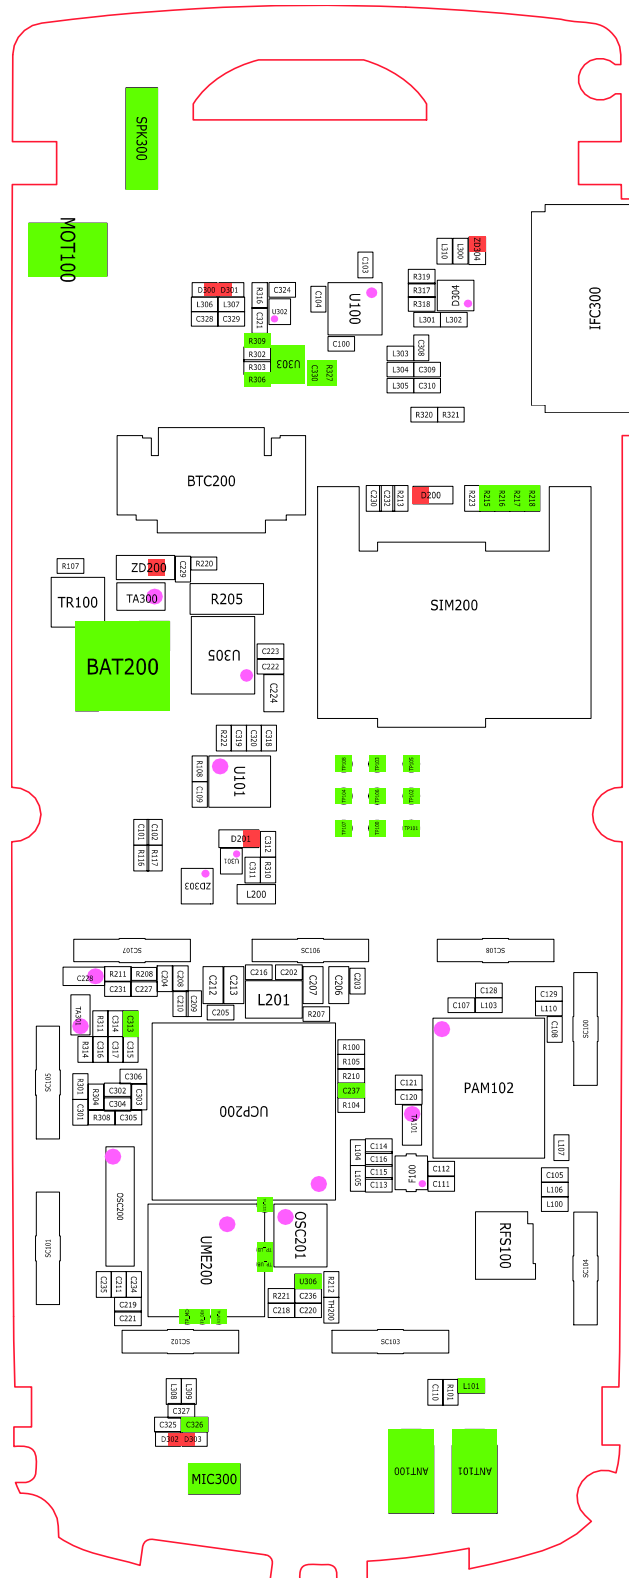 SPK300
MOT100
IFC300
L310
L300
ZD304
C103
R319
R317
R318
D304
D300
D301
R316
C324
L306
L307
C328
C329
C321
U302
C104
U100
L301
L302
R309
R302
R303
R306
U303
C330
R327
C100
L303
C308
L304
C309
L305
C310
R320
R321
BTC200
C230
C232
R213
D200
R223
R215
R216
R217
R218
SIM200
R107
ZD200
C229
R220
TR100
TA300
R205
BAT200
U305
C223
C222
C224
R222
C319
C320
C318
R108
C109
U101
C101
C102
R116
R117
D201
C312
U301
C311
R310
ZD303
L200
SC107
SC106
SC108
C228
R211
R208
C204
C208
C231
C227
C210
C209
C212
C213
C216
C202
L201
C207
C206
C203
C205
R207
TA301
R311
C314
C313
R314
C316
C317
C315
SC105
R301
C301
R304
C306
C302
C304
C303
R308
C305
UCP200
R100
R105
R210
C237
R104
C121
C120
TA101
C128
C107
L103
C129
L110
C108
SC100
PAM102
L107
L104
L105
C114
C116
C115
C113
F100
C112
C111
C105
L106
L100
OSC200
SC101
UME200
OSC201
RFS100
SC104
U306
R212
R221
C236
C218
C220
TH200
C235
C211
C234
C219
C221
SC102
SC103
L308
L309
C327
C325
C326
D302
D303
C110
R101
L101
MIC300
ANT100
ANT101